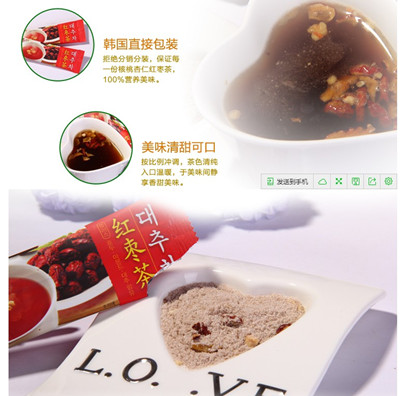 韩国直接包装
拒绝分销分装，保证每
一份核桃杏仁红枣茶，
100%营养美味。
美味清甜可口
按比例冲调，茶色清纯
入口温暖，于美味间静
享香甜美味。
发送到手机
대추차
红枣茶
L.O.VE